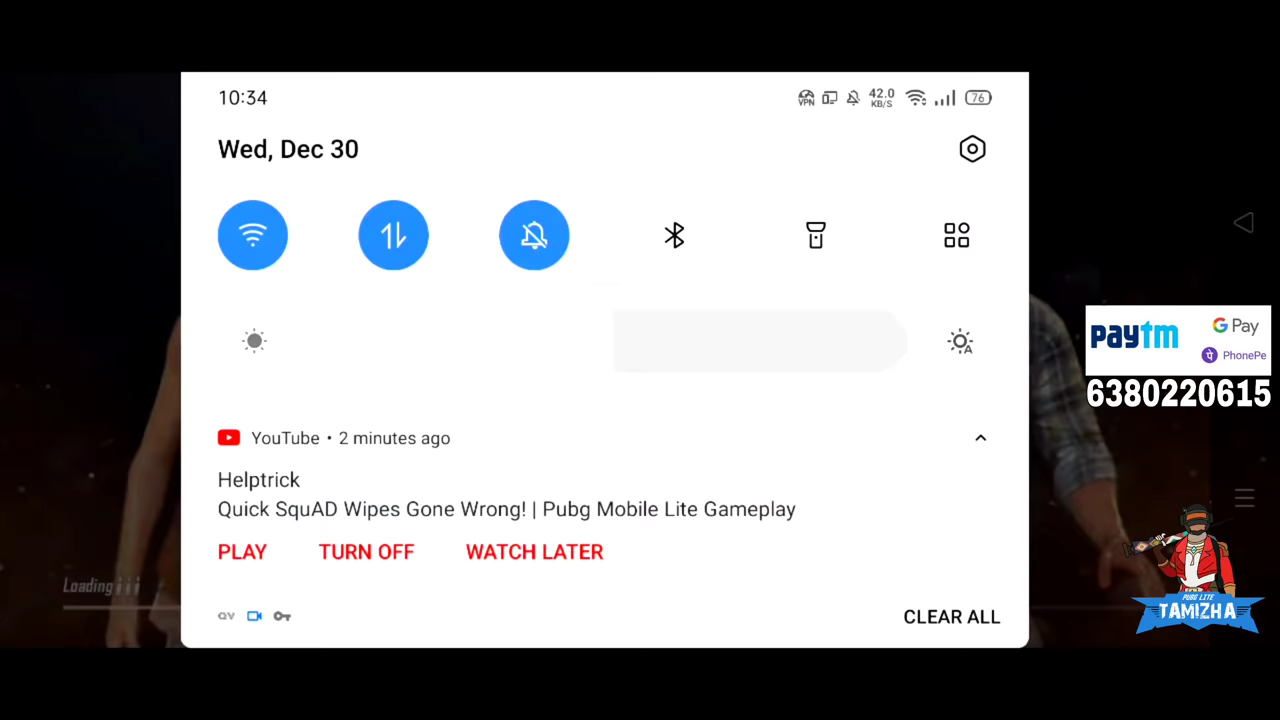 10:34
VPN
42.0
KB/S
76
Wed, Dec 30
A
paytm
G Pay
PhonePe
6380220615
YouTube • 2 minutes ago
Helptrick
Quick SquAD Wipes Gone Wrong! | Pubg Mobile Lite Gameplay
PLAY TURN OFF WATCH LATER
Loading
PUBG LITE
TAMIZHA
CLEAR ALL